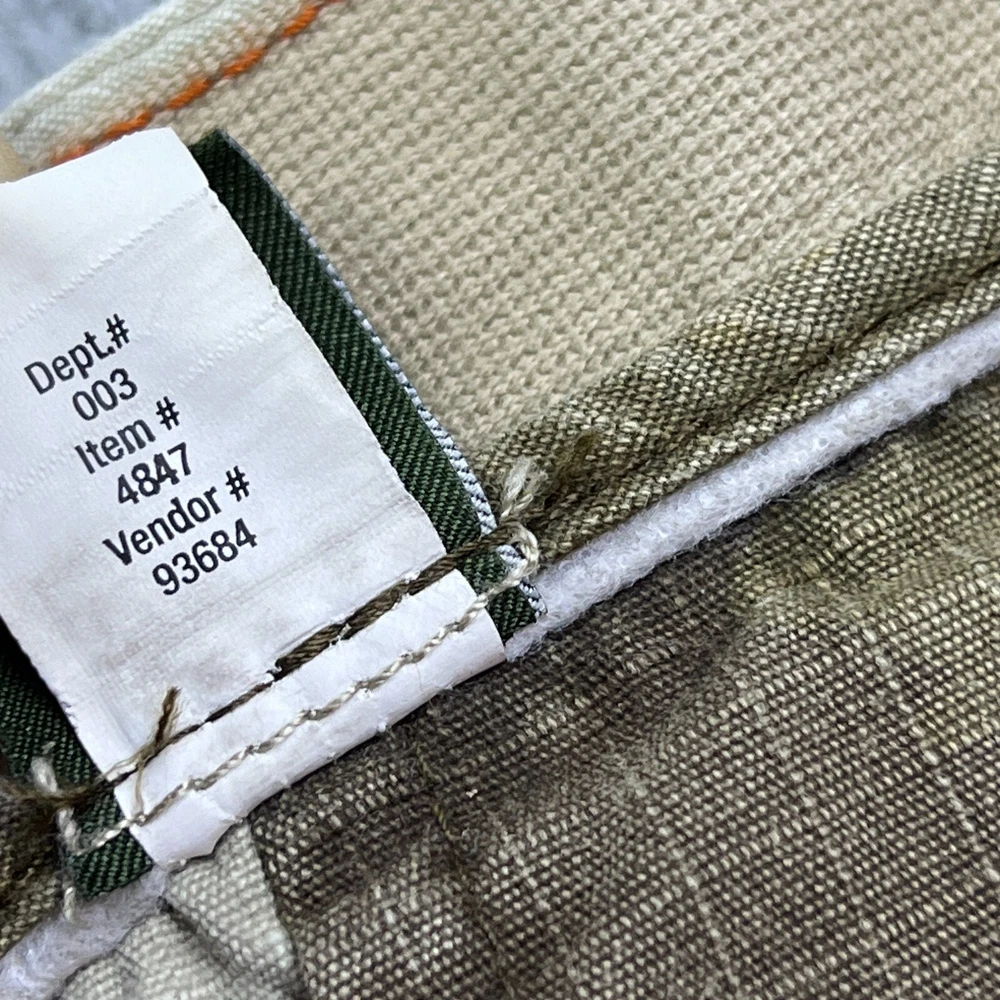 Dept.#
003
Item #
4847
Vendor #
93684